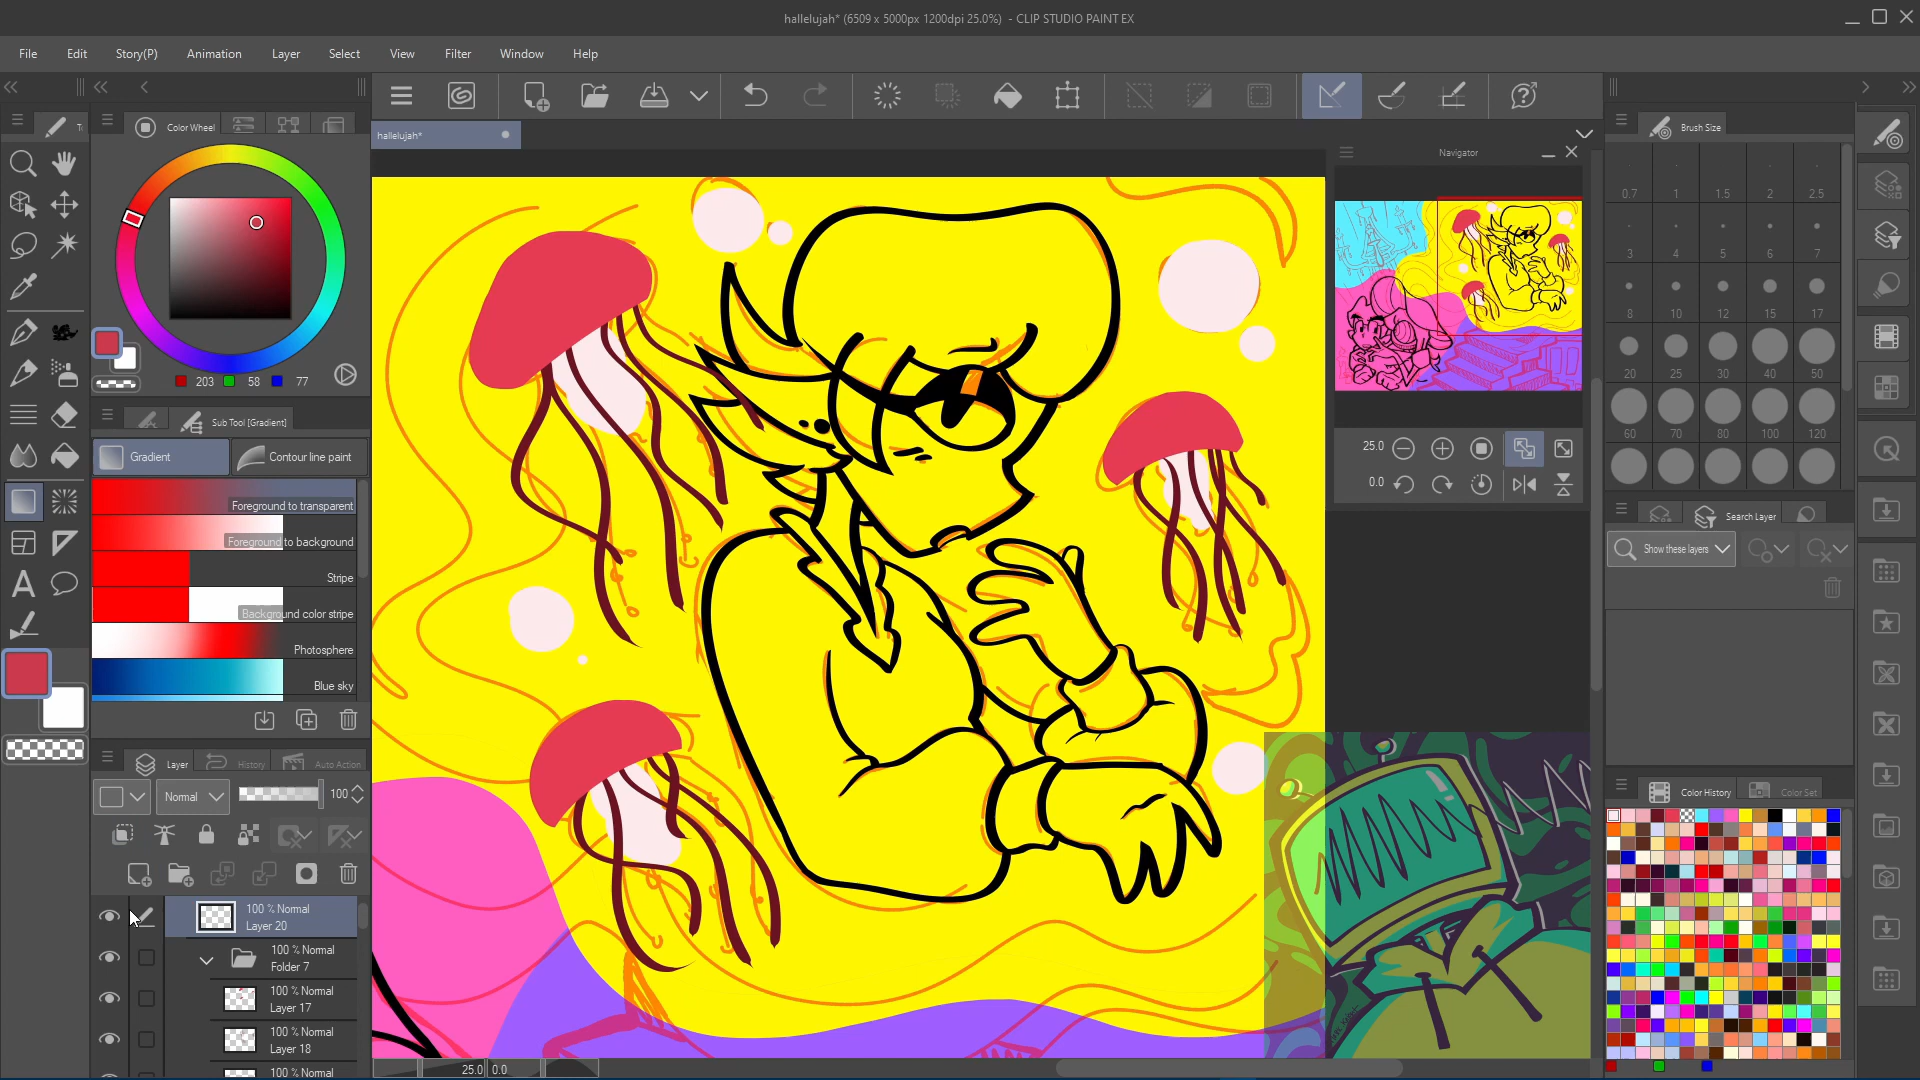 hallelujah* (6509 x 5000px 1200dpi 25.0%) - CLIP STUDIO PAINT EX
File Edit Story(P) Animation Layer Select View Filter Window Help
Color Wheel
hallelujah*
Navigator
Brush Size
0.7 1 1.5 2 2.5
3 4 5 6 7
8 10 12 15 17
20 25 30 40 50
60 70 80 100 120
203 58 77
Sub Tool [Gradient]
Gradient
Contour line paint
Foreground to transparent
Foreground to background
Stripe
Background color stripe
Photosphere
Blue sky
25.0
0.0
Search Layer
Show these layers
Layer History Auto Action
Normal 100
100 % Normal
Layer 20
100 % Normal
Folder 7
100 % Normal
Layer 17
100 % Normal
Layer 18
100 % Normal
Color History Color Set
25.0 0.0